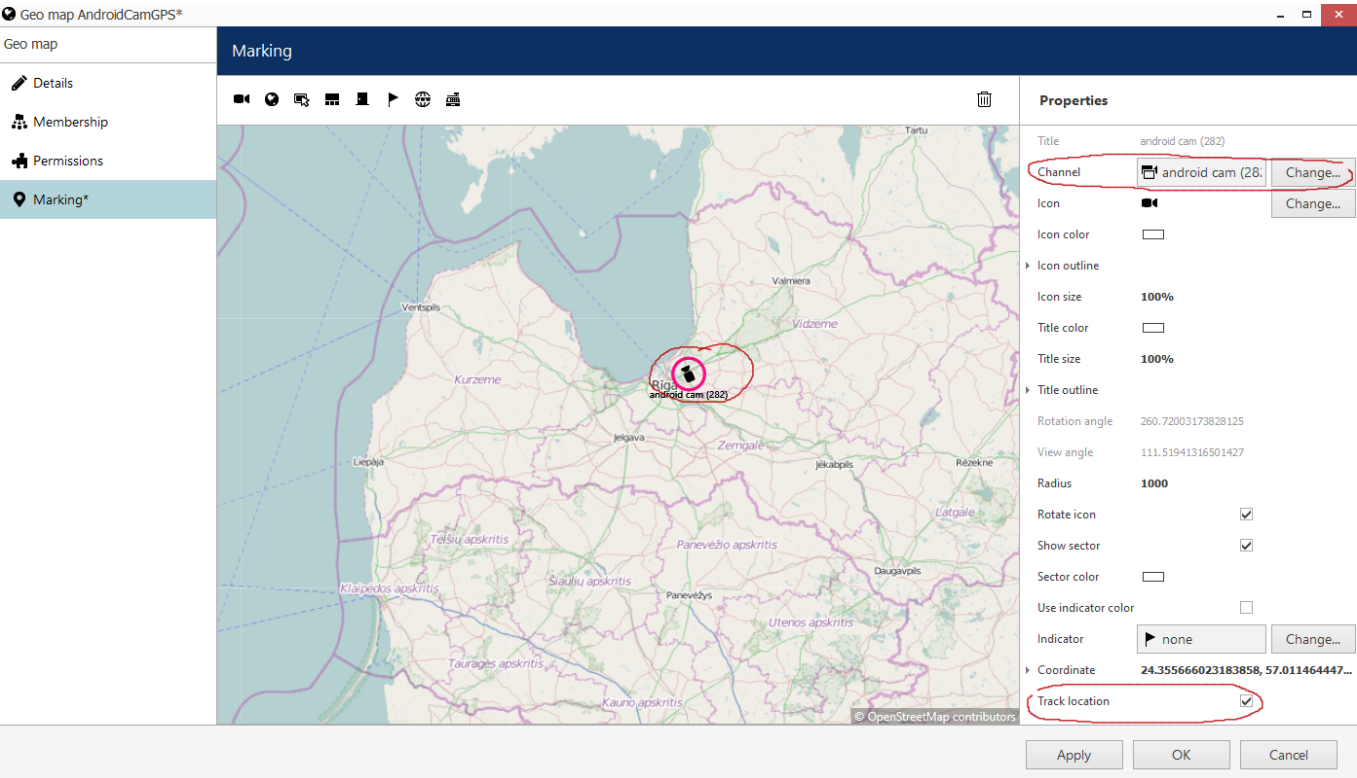 Geo map AndroidCamGPS*
Geo map
Details
Membership
Permissions
Marking*
Marking
Tartu
Valmiera
Ventspils
Vidzeme
Rīga
android cam (282)
Kurzeme
Jelgava
Zemgale
Liepāja
Jēkabpils
Rēzekne
Latgale
Telšių apskritis
Panevėžio apskritis
Daugavpils
Šiaulių apskritis
Klaipėdos apskritis
Panevėžys
Utenos apskritis
Tauragės apskritis
Kauno apskritis
© OpenStreetMap contributors
Properties
Title android cam (282)
Channel android cam (28 Change...
Icon Change...
Icon color
Icon outline
Icon size 100%
Title color
Title size 100%
Title outline
Rotation angle 260.72003173828125
View angle 111.51941316501427
Radius 1000
Rotate icon
Show sector
Sector color
Use indicator color
Indicator none Change...
Coordinate 24.355666023183858, 57.011464447...
Track location
Apply OK Cancel